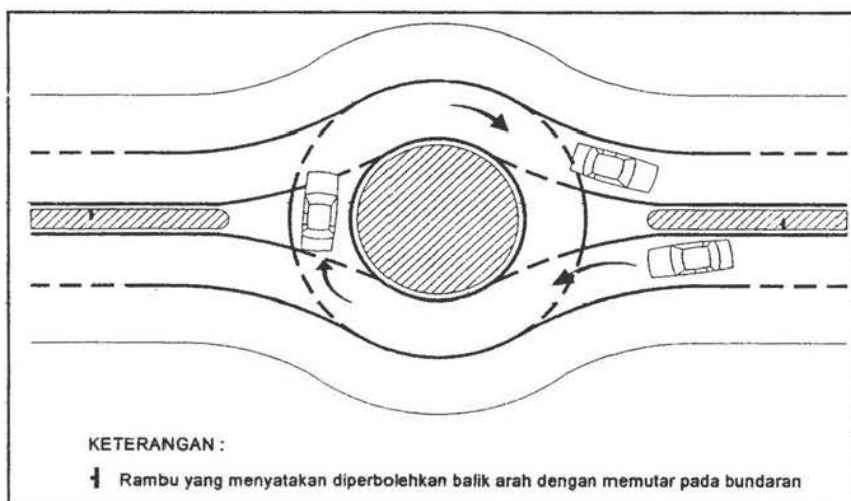 KETERANGAN :
Rambu yang menyatakan diperbolehkan balik arah dengan memutar pada bundaran